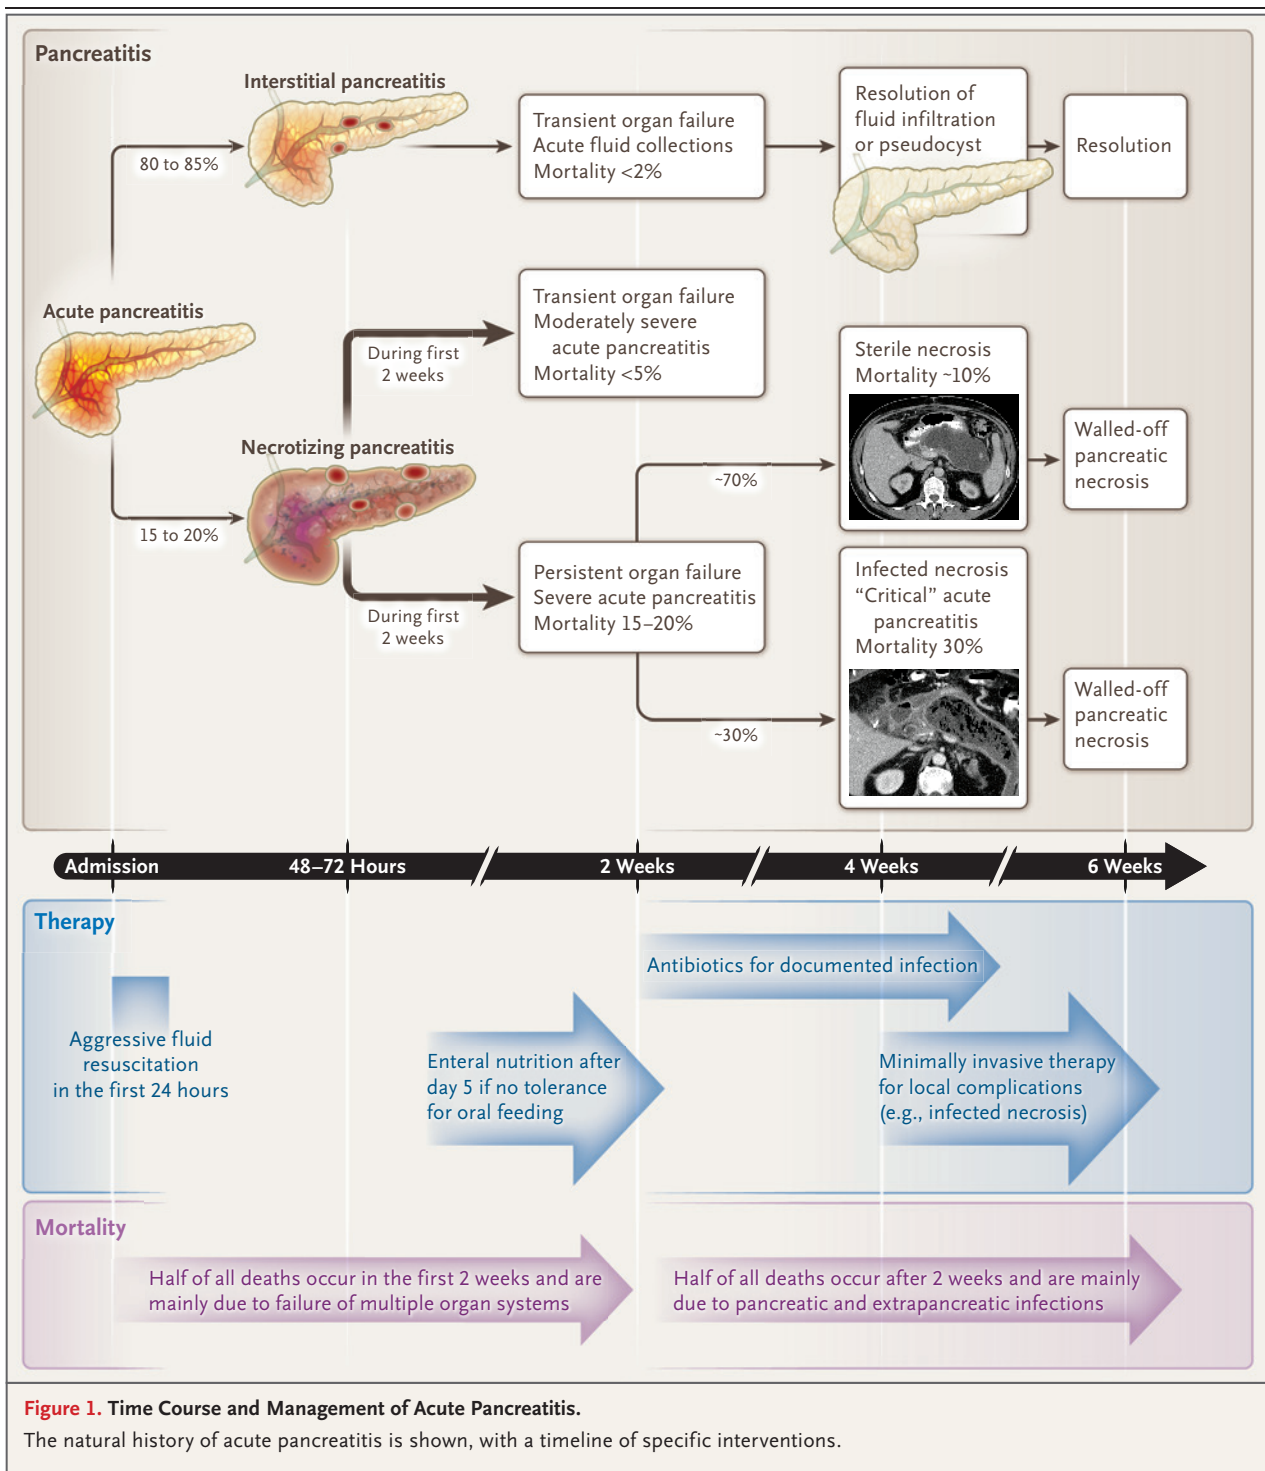 Pancreatitis
Interstitial pancreatitis
80 to 85%
Transient organ failure
Acute fluid collections
Mortality <2%
Resolution of
fluid infiltration
or pseudocyst
Resolution
Acute pancreatitis
During first
2 weeks
Transient organ failure
Moderately severe
acute pancreatitis
Mortality <5%
Necrotizing pancreatitis
15 to 20%
During first
2 weeks
Persistent organ failure
Severe acute pancreatitis
Mortality 15–20%
~70%
Sterile necrosis
Mortality ~10%
Walled-off
pancreatic
necrosis
~30%
Infected necrosis
“Critical” acute
pancreatitis
Mortality 30%
Walled-off
pancreatic
necrosis
Admission
48–72 Hours
2 Weeks
4 Weeks
6 Weeks
Therapy
Aggressive fluid
resuscitation
in the first 24 hours
Enteral nutrition after
day 5 if no tolerance
for oral feeding
Antibiotics for documented infection
Minimally invasive therapy
for local complications
(e.g., infected necrosis)
Mortality
Half of all deaths occur in the first 2 weeks and are
mainly due to failure of multiple organ systems
Half of all deaths occur after 2 weeks and are mainly
due to pancreatic and extrapancreatic infections
Figure 1. Time Course and Management of Acute Pancreatitis.
The natural history of acute pancreatitis is shown, with a timeline of specific interventions.